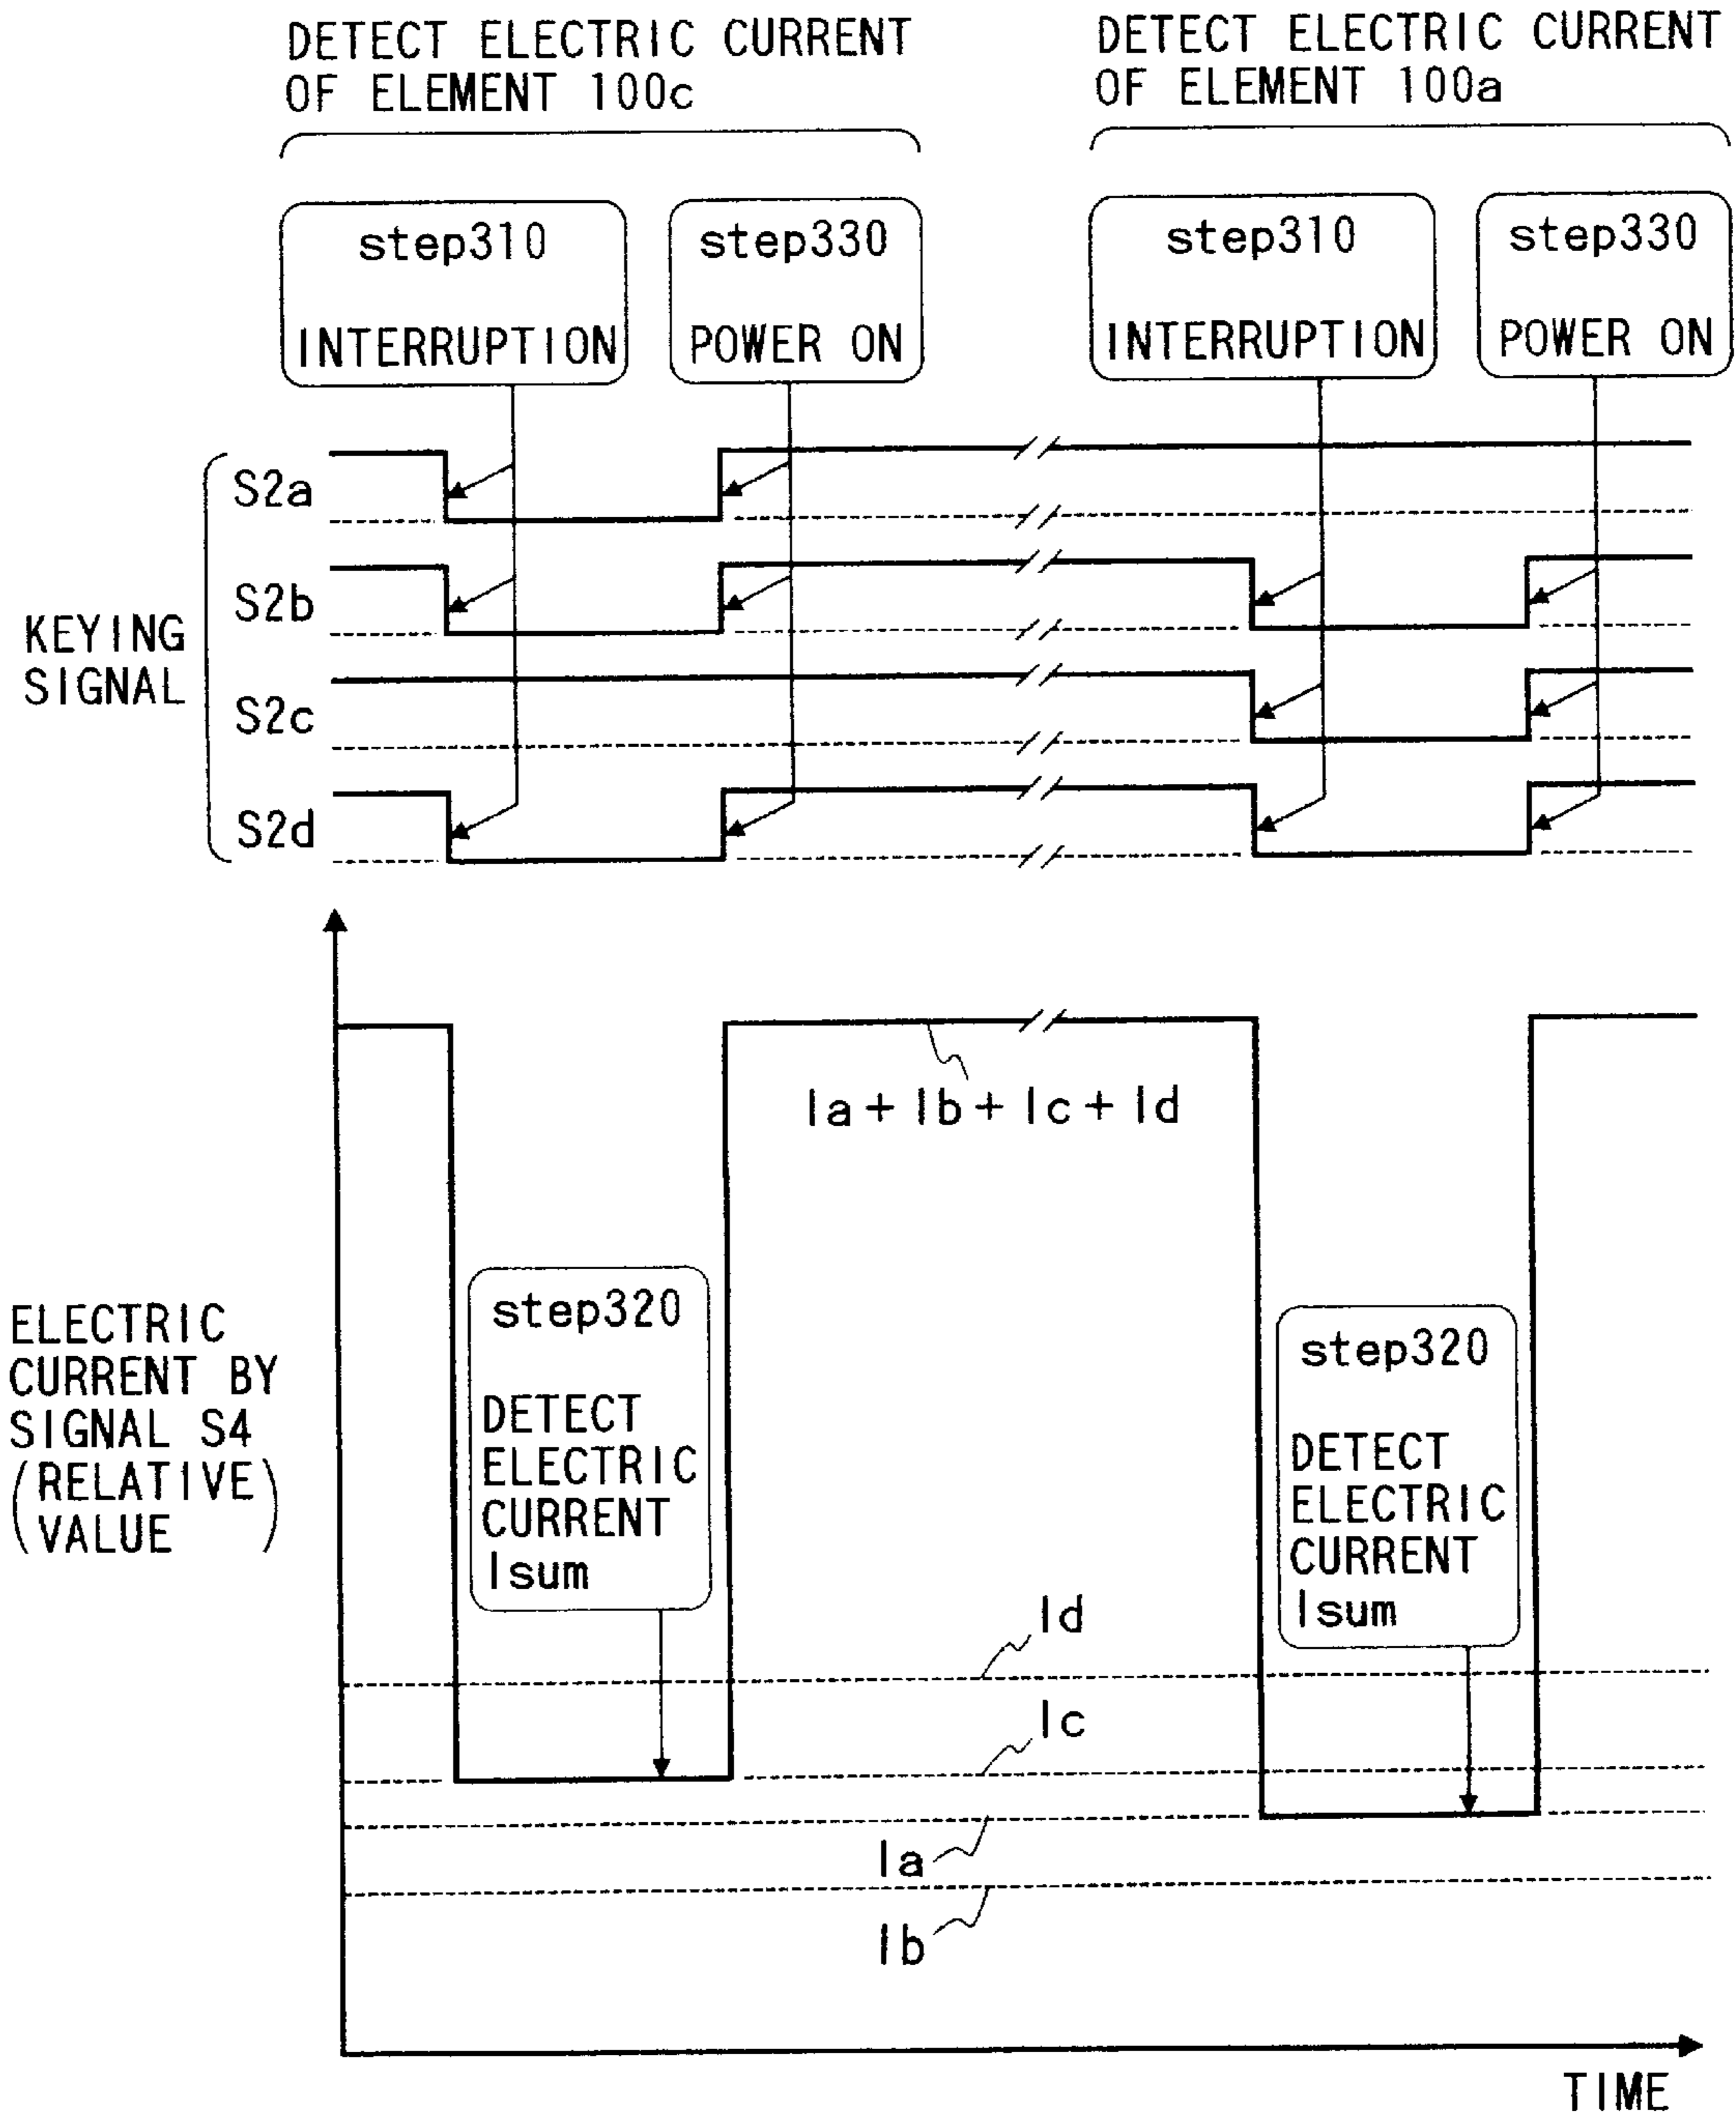 DETECT ELECTRIC CURRENT
OF ELEMENT 100c
DETECT ELECTRIC CURRENT
OF ELEMENT 100a
step310
INTERRUPTION
step330
POWER ON
step310
INTERRUPTION
step330
POWER ON
KEYING
SIGNAL
S2a
S2b
S2c
S2d
Ia + Ib + Ic + Id
ELECTRIC
CURRENT BY
SIGNAL S4
(RELATIVE
VALUE)
step320
DETECT
ELECTRIC
CURRENT
Isum
step320
DETECT
ELECTRIC
CURRENT
Isum
Id
Ic
Ia
Ib
TIME